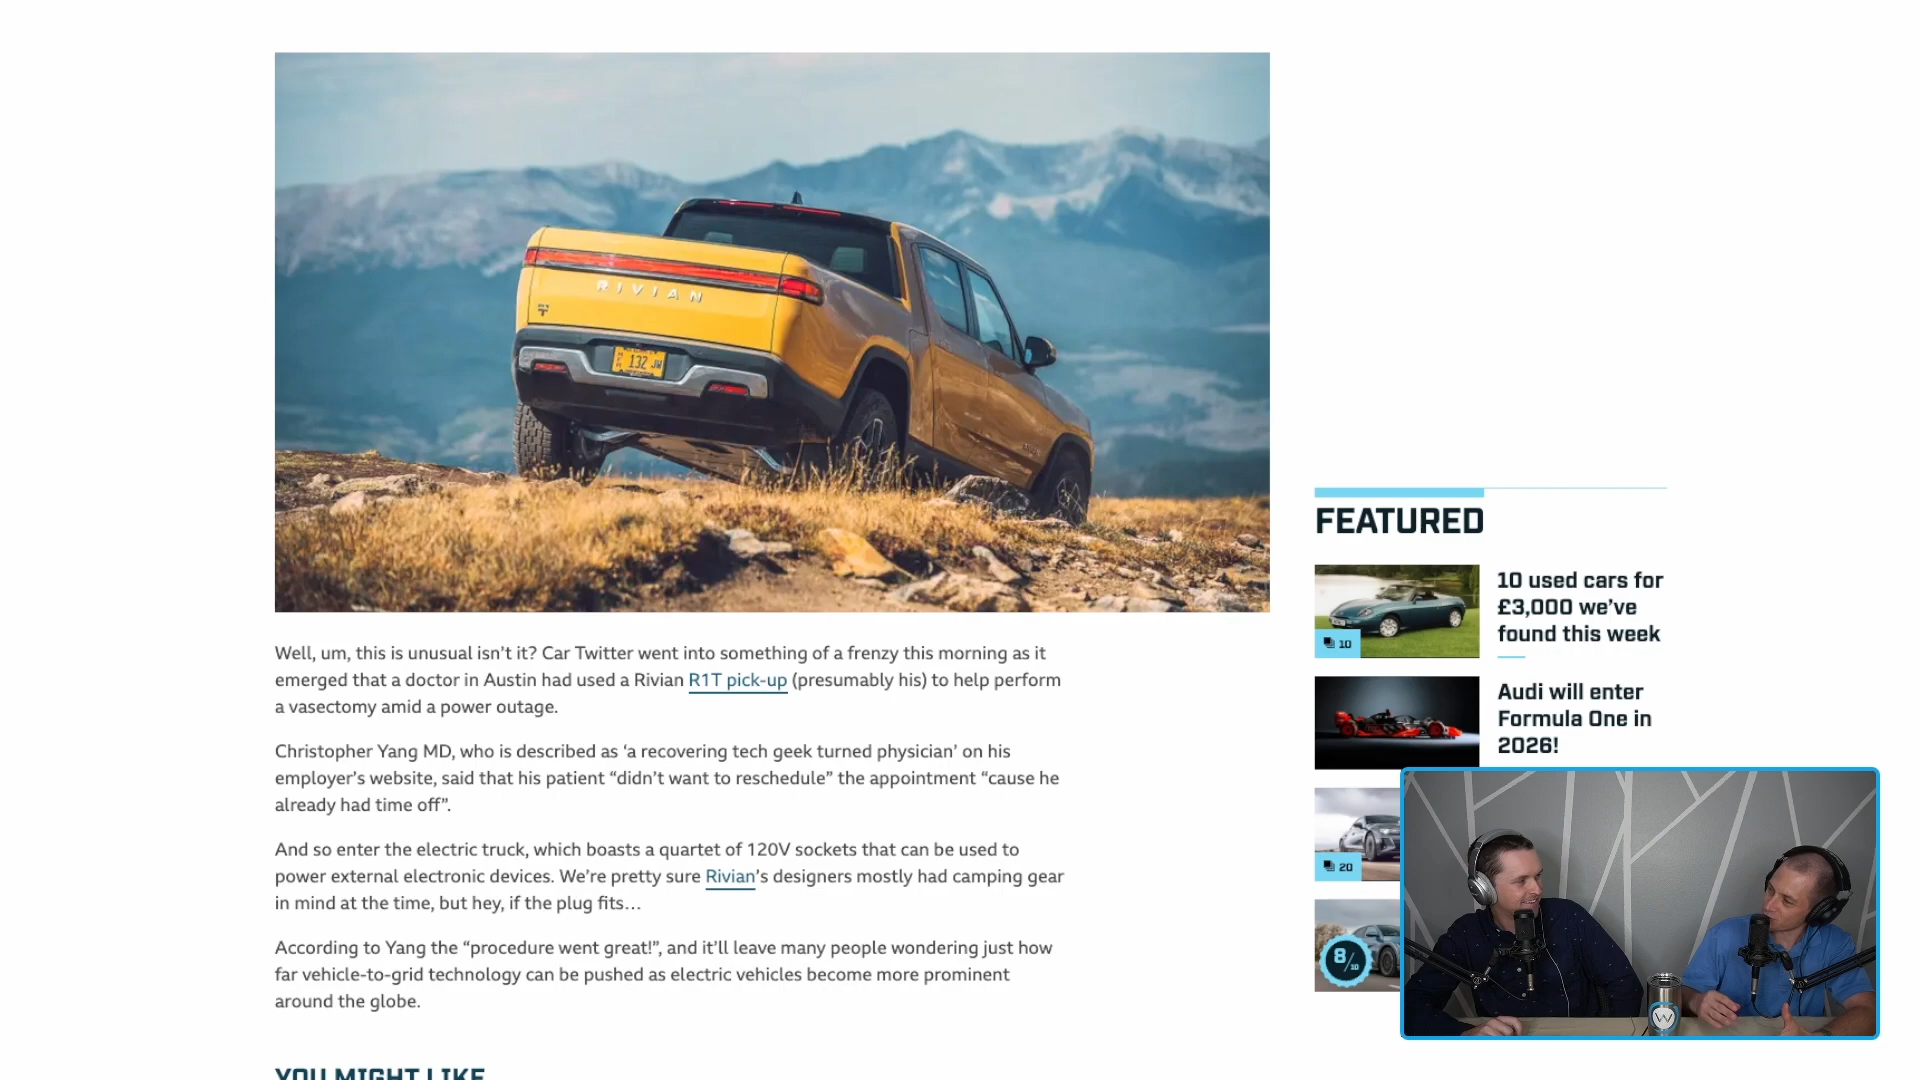 RIVIAN
132 JW
Well, um, this is unusual isn’t it? Car Twitter went into something of a frenzy this morning as it
emerged that a doctor in Austin had used a Rivian R1T pick-up (presumably his) to help perform
a vasectomy amid a power outage.
Christopher Yang MD, who is described as ‘a recovering tech geek turned physician’ on his
employer’s website, said that his patient “didn’t want to reschedule” the appointment “cause he
already had time off”.
And so enter the electric truck, which boasts a quartet of 120V sockets that can be used to
power external electronic devices. We’re pretty sure Rivian’s designers mostly had camping gear
in mind at the time, but hey, if the plug fits…
According to Yang the “procedure went great!”, and it’ll leave many people wondering just how
far vehicle-to-grid technology can be pushed as electric vehicles become more prominent
around the globe.
YOU MIGHT LIKE
FEATURED
10
10 used cars for
£3,000 we’ve
found this week
Audi will enter
Formula One in
2026!
20
8/10
W